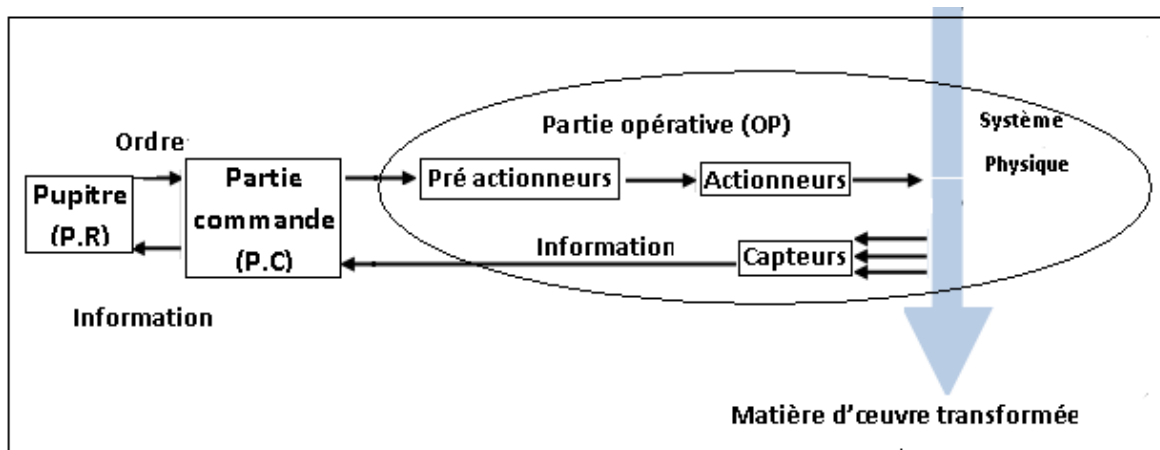 Partie opérative (OP)
Système
Physique
Ordre
Pupitre
(P.R)
Partie
commande
(P.C)
Pré actionneurs
Actionneurs
Information
Capteurs
Information
Matière d'œuvre transformée